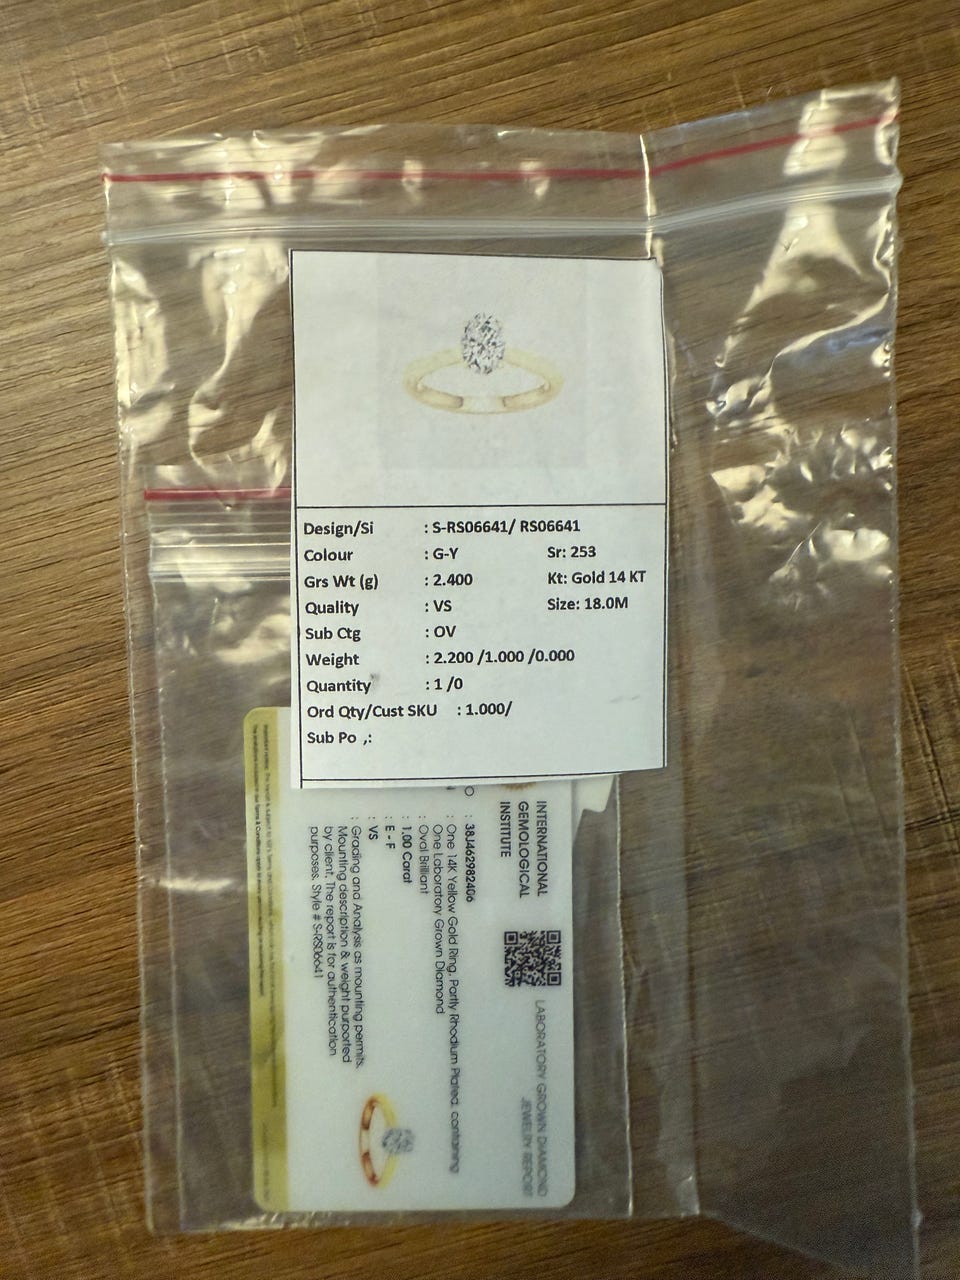 Design/Si : S-RS06641/ RS06641
Colour : G-Y Sr: 253
Grs Wt (g) : 2.400 Kt: Gold 14 KT
Quality : VS Size: 18.0M
Sub Ctg : OV
Weight : 2.200 /1.000 /0.000
Quantity : 1 /0
Ord Qty/Cust SKU : 1.000/
Sub Po ,:
INTERNATIONAL
GEMOLOGICAL
INSTITUTE
LABORATORY GROWN DIAMOND
JEWELRY REPORT
: 38J462982406
: One 14K Yellow Gold Ring, Partly Rhodium Plated, containing
One Laboratory Grown Diamond
: Oval Brilliant
: 1.00 Carat
: E - F
: VS
: Grading and Analysis as mounting permits.
Mounting description & weight purported
by client. The report is for authentication
purposes. Style # S-RS06641